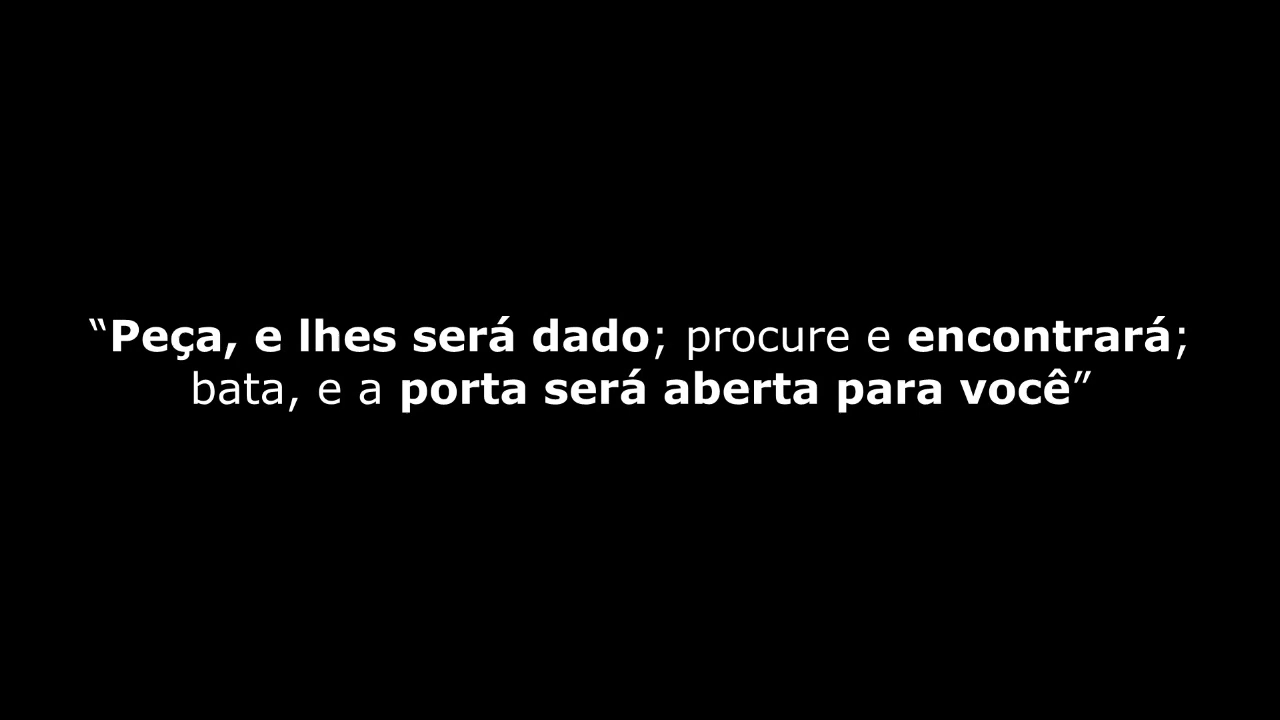 “Peça, e lhes será dado; procure e encontrará;
bata, e a porta será aberta para você”